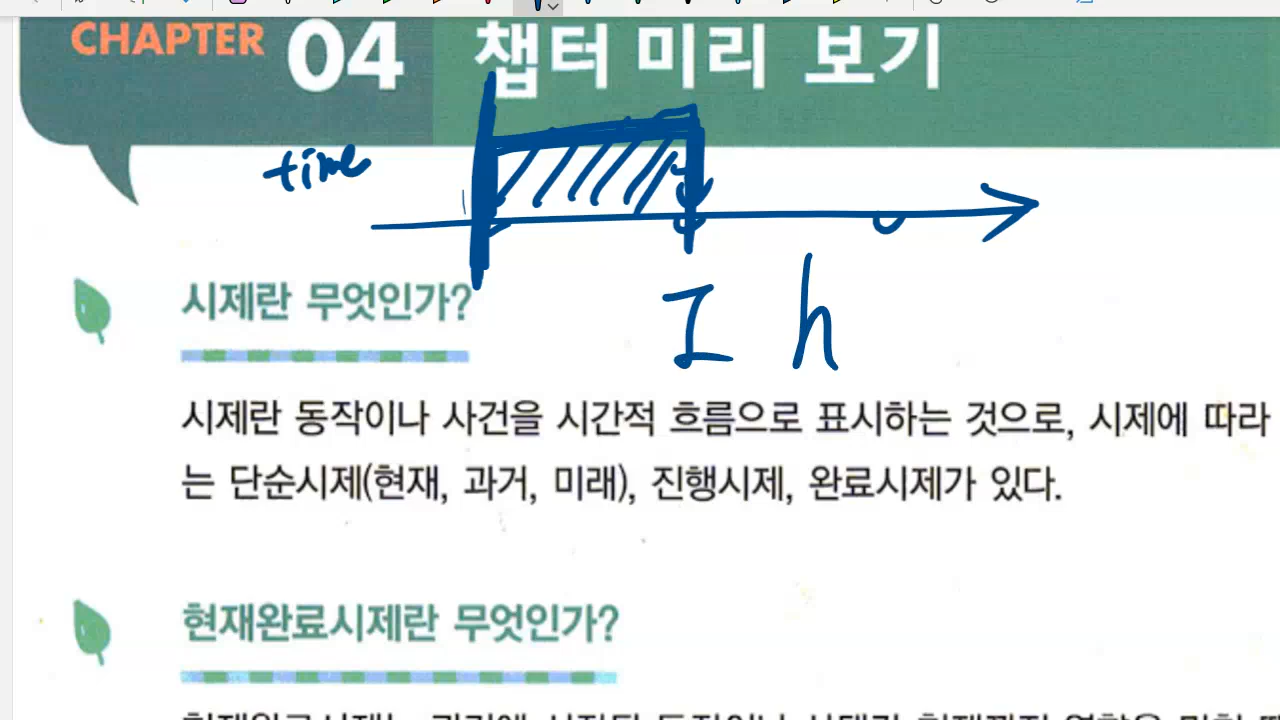 CHAPTER 04 챕터 미리 보기
time
시제란 무엇인가?
I h
시제란 동작이나 사건을 시간적 흐름으로 표시하는 것으로, 시제에 따라
는 단순시제(현재, 과거, 미래), 진행시제, 완료시제가 있다.
현재완료시제란 무엇인가?